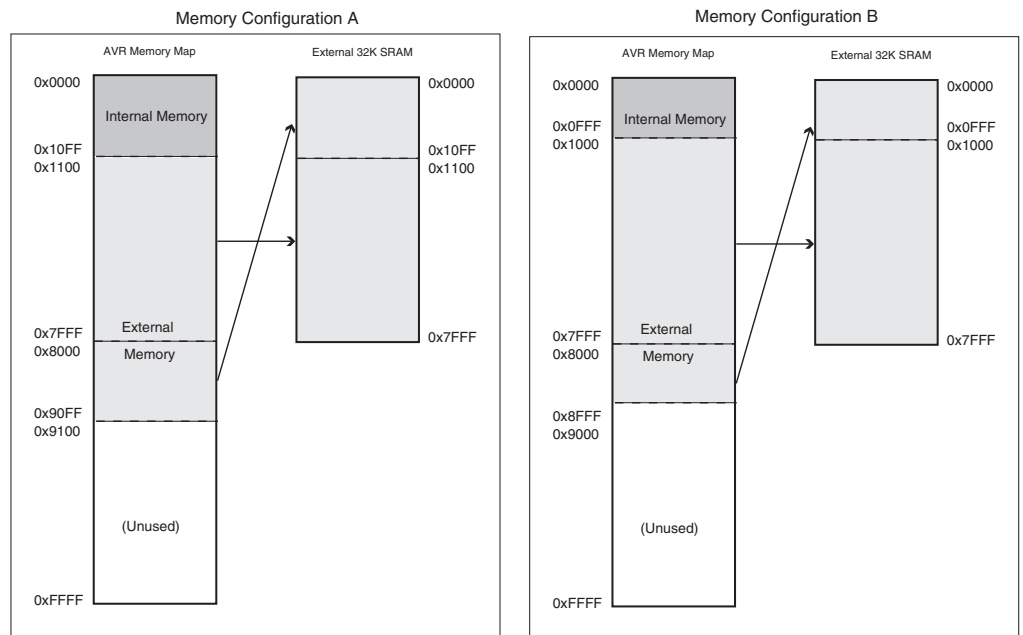 Memory Configuration A
AVR Memory Map
External 32K SRAM
0x0000
Internal Memory
0x10FF
0x1100
0x7FFF
External
0x8000
Memory
0x90FF
0x9100
(Unused)
0xFFFF
0x0000
0x10FF
0x1100
0x7FFF
Memory Configuration B
AVR Memory Map
External 32K SRAM
0x0000
Internal Memory
0x0FFF
0x1000
0x7FFF
External
0x8000
Memory
0x8FFF
0x9000
(Unused)
0xFFFF
0x0000
0x0FFF
0x1000
0x7FFF